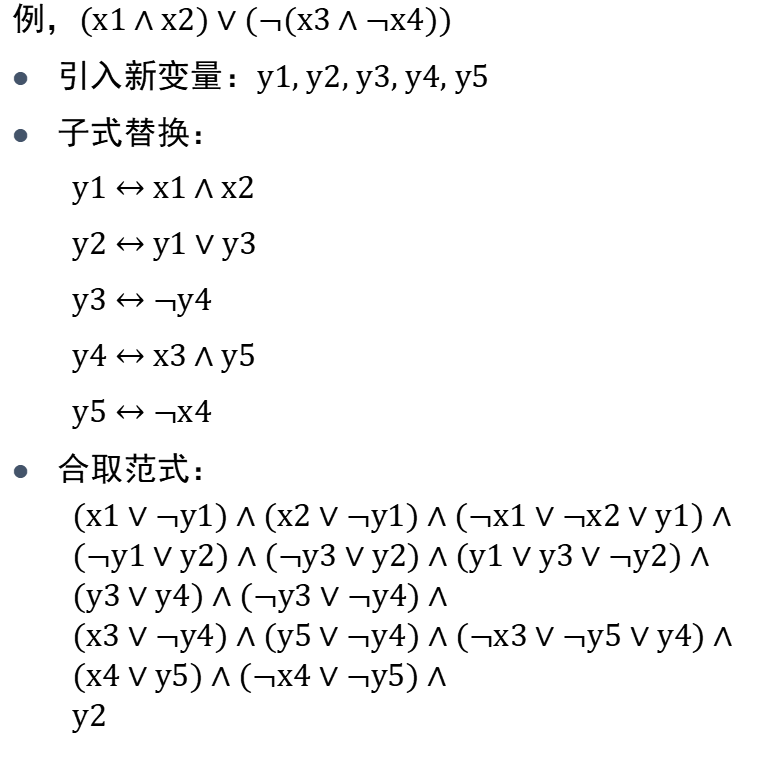 例，(x1 ∧ x2) ∨ (¬(x3 ∧ ¬x4))
● 引入新变量：y1, y2, y3, y4, y5
● 子式替换：
y1 ↔ x1 ∧ x2
y2 ↔ y1 ∨ y3
y3 ↔ ¬y4
y4 ↔ x3 ∧ y5
y5 ↔ ¬x4
● 合取范式：
(x1 ∨ ¬y1) ∧ (x2 ∨ ¬y1) ∧ (¬x1 ∨ ¬x2 ∨ y1) ∧
(¬y1 ∨ y2) ∧ (¬y3 ∨ y2) ∧ (y1 ∨ y3 ∨ ¬y2) ∧
(y3 ∨ y4) ∧ (¬y3 ∨ ¬y4) ∧
(x3 ∨ ¬y4) ∧ (y5 ∨ ¬y4) ∧ (¬x3 ∨ ¬y5 ∨ y4) ∧
(x4 ∨ y5) ∧ (¬x4 ∨ ¬y5) ∧
y2